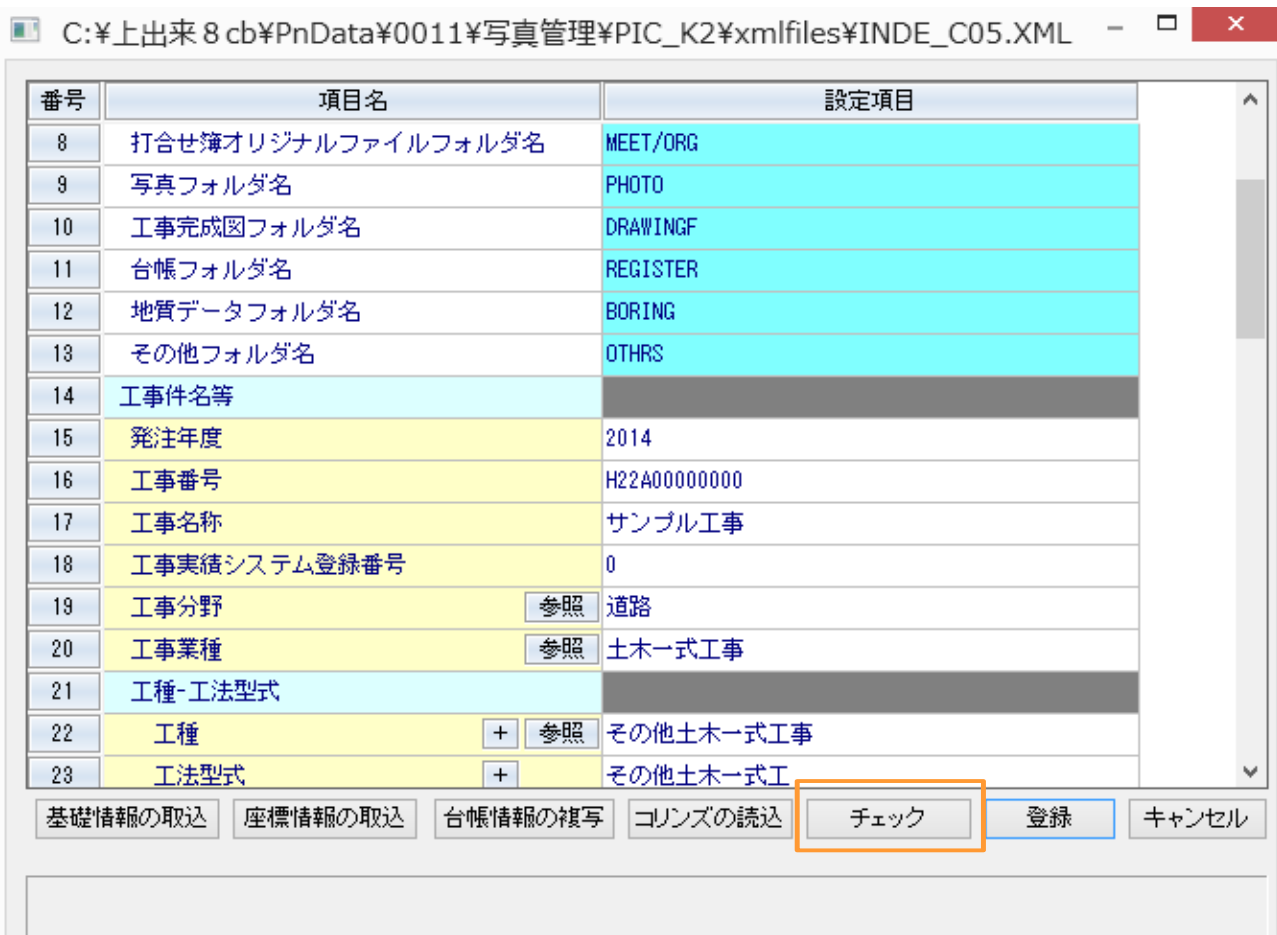 C:¥上出来８cb¥PnData¥0011¥写真管理¥PIC_K2¥xmlfiles¥INDE_C05.XML
番号 項目名 設定項目
8 打合せ簿オリジナルファイルフォルダ名 MEET/ORG
9 写真フォルダ名 PHOTO
10 工事完成図フォルダ名 DRAWINGF
11 台帳フォルダ名 REGISTER
12 地質データフォルダ名 BORING
13 その他フォルダ名 OTHRS
14 工事件名等
15 発注年度 2014
16 工事番号 H22A00000000
17 工事名称 サンプル工事
18 工事実績システム登録番号 0
19 工事分野 参照 道路
20 工事業種 参照 土木一式工事
21 工種-工法型式
22 工種 + 参照 その他土木一式工事
23 工法型式 + その他土木一式工
基礎情報の取込 座標情報の取込 台帳情報の複写 コリンズの読込 チェック 登録 キャンセル